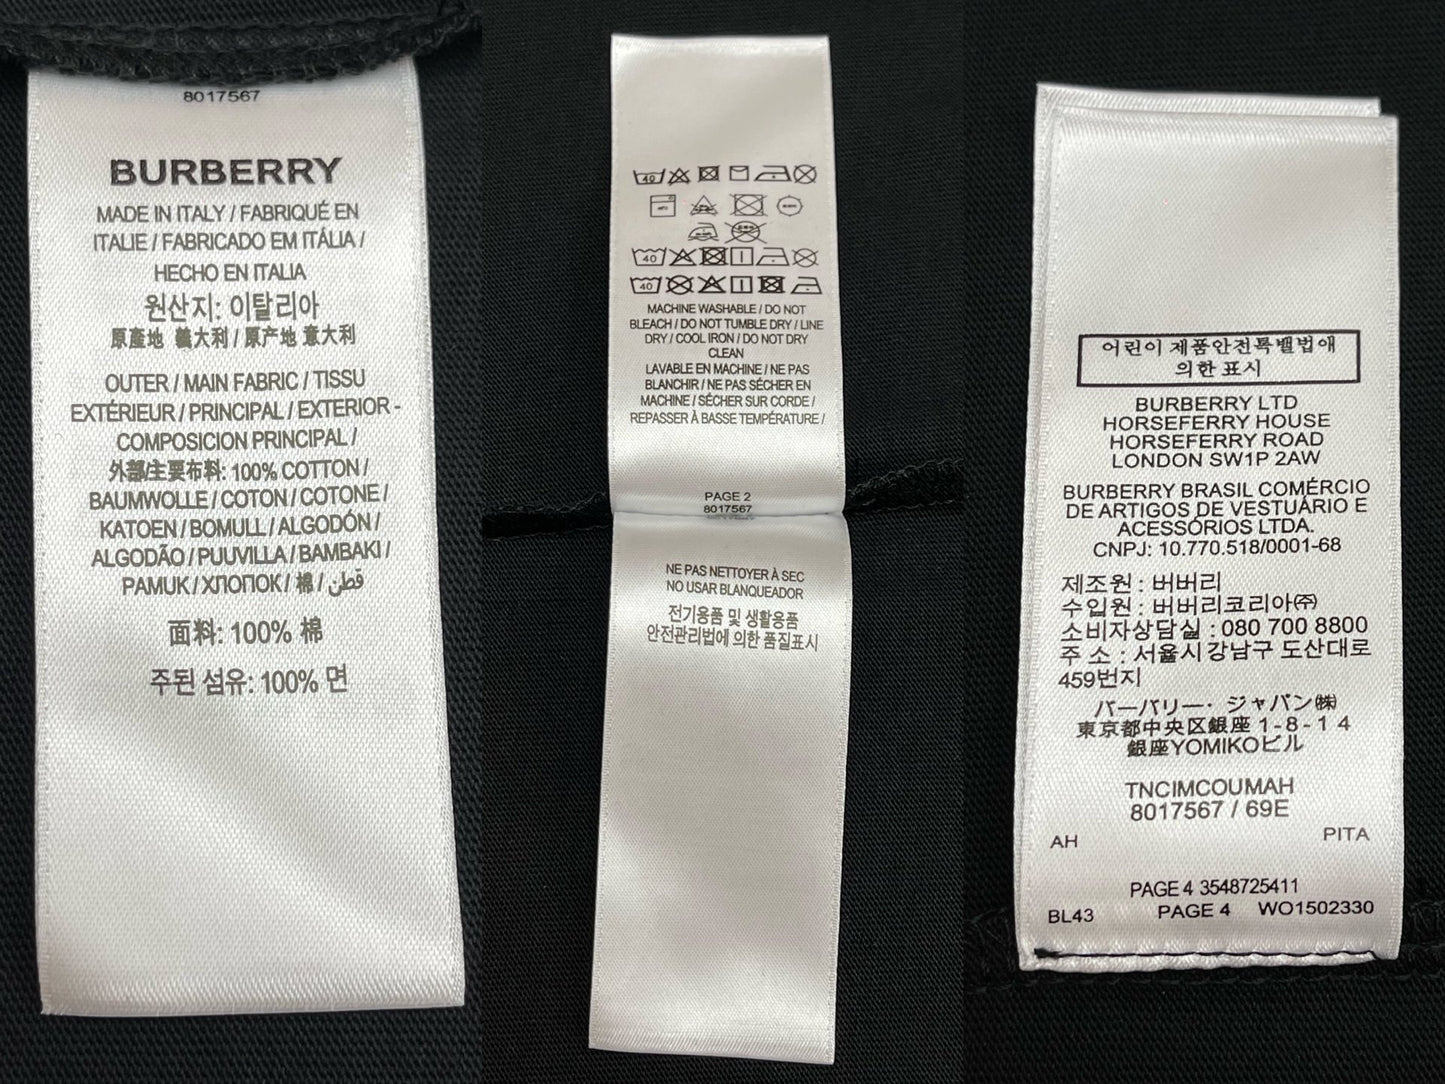 8017567
BURBERRY
MADE IN ITALY / FABRIQUÉ EN
ITALIE / FABRICADO EM ITÁLIA /
HECHO EN ITALIA
원산지: 이탈리아
原產地 義大利 / 原产地 意大利
OUTER / MAIN FABRIC / TISSU
EXTÉRIEUR / PRINCIPAL / EXTERIOR -
COMPOSICION PRINCIPAL /
外部/主要布料: 100% COTTON /
BAUMWOLLE / COTON / COTONE /
KATOEN / BOMULL / ALGODÓN /
ALGODÃO / PUUVILLA / BAMBAKI /
PAMUK / ХЛОПОК / 棉 / قطن
面料: 100% 棉
주된 섬유: 100% 면
40
40
40
MACHINE WASHABLE / DO NOT
BLEACH / DO NOT TUMBLE DRY / LINE
DRY / COOL IRON / DO NOT DRY
CLEAN
LAVABLE EN MACHINE / NE PAS
BLANCHIR / NE PAS SÉCHER EN
MACHINE / SÉCHER SUR CORDE /
REPASSER À BASSE TEMPÉRATURE /
PAGE 2
8017567
NE PAS NETTOYER À SEC
NO USAR BLANQUEADOR
전기용품 및 생활용품
안전관리법에 의한 품질표시
어린이 제품안전특별법애
의한 표시
BURBERRY LTD
HORSEFERRY HOUSE
HORSEFERRY ROAD
LONDON SW1P 2AW
BURBERRY BRASIL COMÉRCIO
DE ARTIGOS DE VESTUÁRIO E
ACESSÓRIOS LTDA.
CNPJ: 10.770.518/0001-68
제조원 : 버버리
수입원 : 버버리코리아㈜
소비자상담실 : 080 700 8800
주 소 : 서울시 강남구 도산대로
459번지
バーバリー・ジャパン㈱
東京都中央区銀座 1-8-14
銀座YOMIKOビル
TNCIMCOUMAH
8017567 / 69E
AH PITA
PAGE 4 3548725411
BL43 PAGE 4 WO1502330